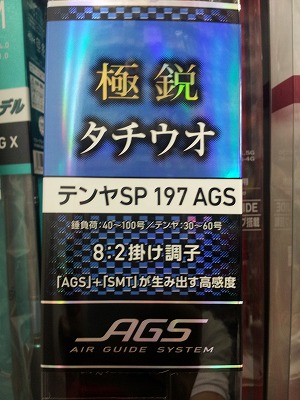 極鋭
タチウオ
テンヤSP 197 AGS
錘負荷:40〜100号/テンヤ:30〜60号
8:2掛け調子
「AGS」+「SMT」が生み出す高感度
AGS
AIR GUIDE SYSTEM
デル
G X